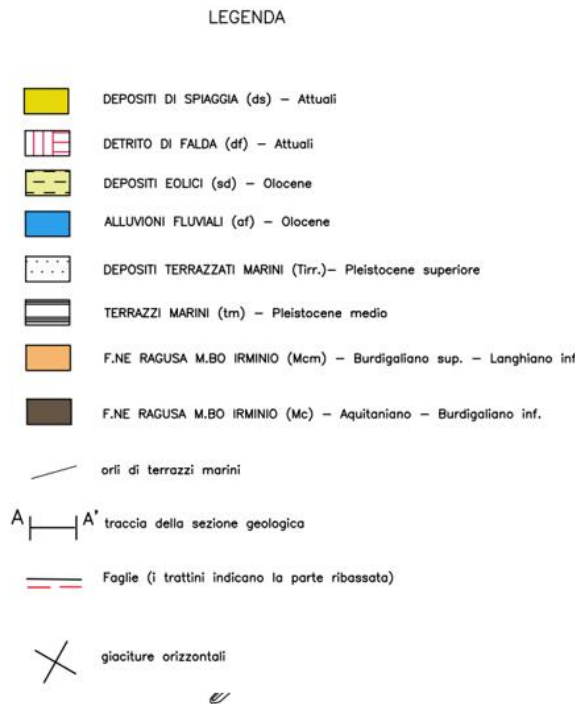 LEGENDA
DEPOSITI DI SPIAGGIA (ds) – Attuali
DETRITO DI FALDA (df) – Attuali
DEPOSITI EOLICI (sd) – Olocene
ALLUVIONI FLUVIALI (af) – Olocene
DEPOSITI TERRAZZATI MARINI (Tirr.)– Pleistocene superiore
TERRAZZI MARINI (tm) – Pleistocene medio
F.NE RAGUSA M.BO IRMINIO (Mcm) – Burdigaliano sup. – Langhiano inf
F.NE RAGUSA M.BO IRMINIO (Mc) – Aquitaniano – Burdigaliano inf.
orli di terrazzi marini
A A' traccia della sezione geologica
Faglie (i trattini indicano la parte ribassata)
giaciture orizzontali